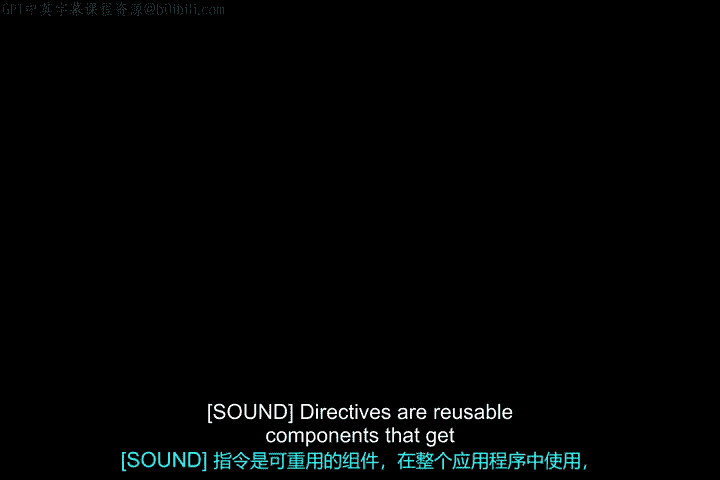 GPT中英字幕课程资源@bilibili.com
[SOUND] Directives are reusable
components that get
[SOUND] 指令是可重用的组件，在整个应用程序中使用，